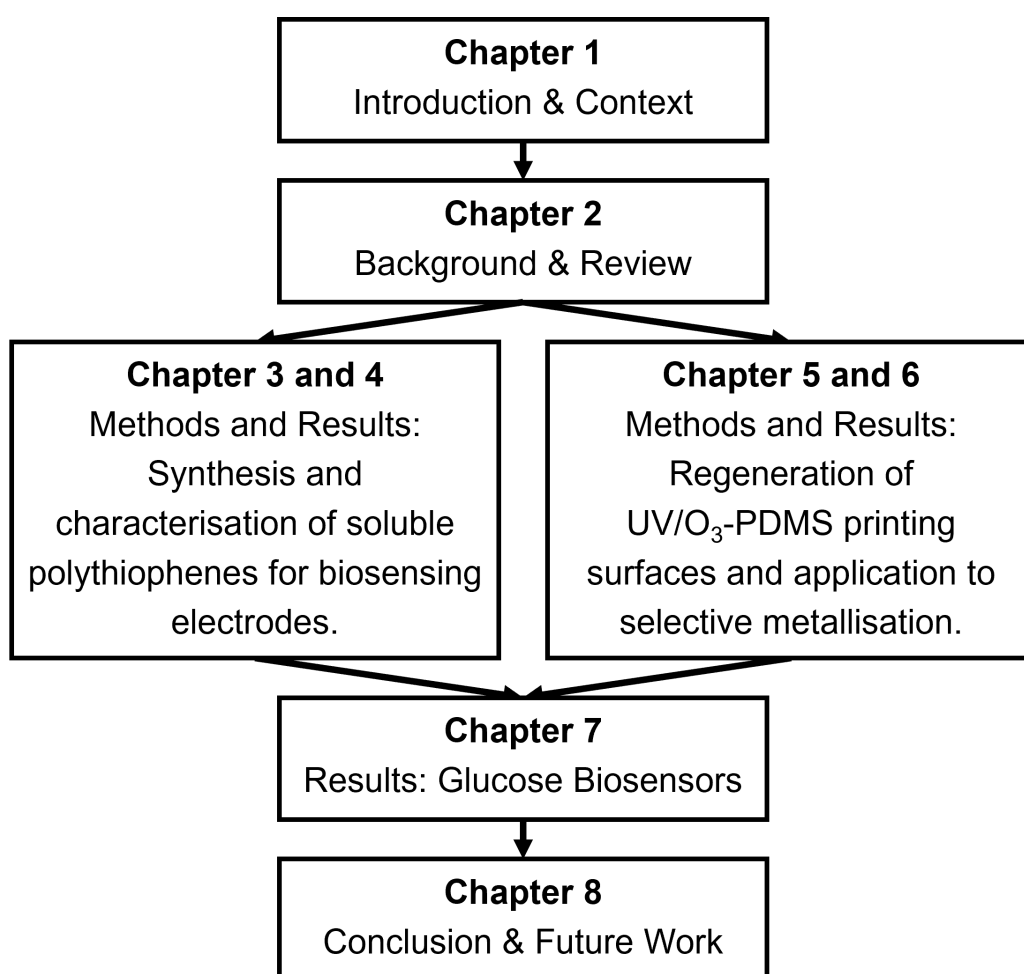 Chapter 1
Introduction & Context
Chapter 2
Background & Review
Chapter 3 and 4
Methods and Results:
Synthesis and
characterisation of soluble
polythiophenes for biosensing
electrodes.
Chapter 5 and 6
Methods and Results:
Regeneration of
UV/O₃-PDMS printing
surfaces and application to
selective metallisation.
Chapter 7
Results: Glucose Biosensors
Chapter 8
Conclusion & Future Work